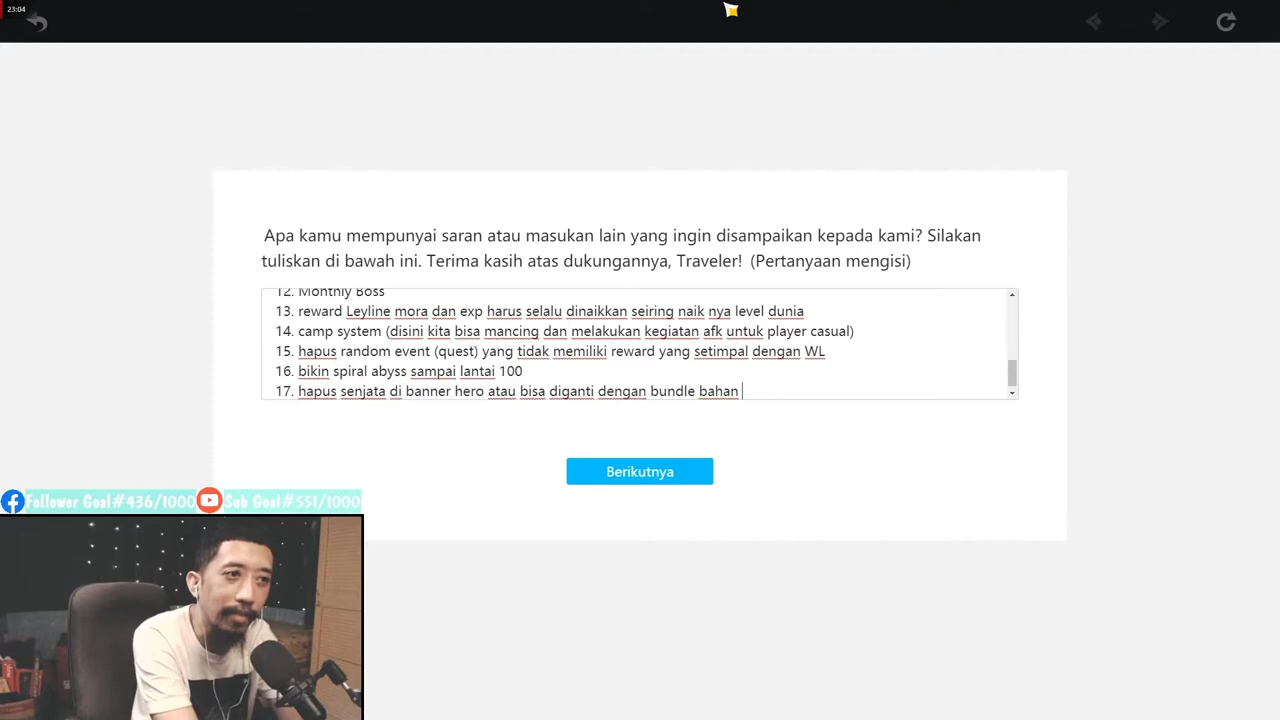 23:04
Apa kamu mempunyai saran atau masukan lain yang ingin disampaikan kepada kami? Silakan
tuliskan di bawah ini. Terima kasih atas dukungannya, Traveler! (Pertanyaan mengisi)
12. Monthly Boss
13. reward Leyline mora dan exp harus selalu dinaikkan seiring naik nya level dunia
14. camp system (disini kita bisa mancing dan melakukan kegiatan afk untuk player casual)
15. hapus random event (quest) yang tidak memiliki reward yang setimpal dengan WL
16. bikin spiral abyss sampai lantai 100
17. hapus senjata di banner hero atau bisa diganti dengan bundle bahan
Berikutnya
Follower Goal#436/1000 Sub Goal#551/1000